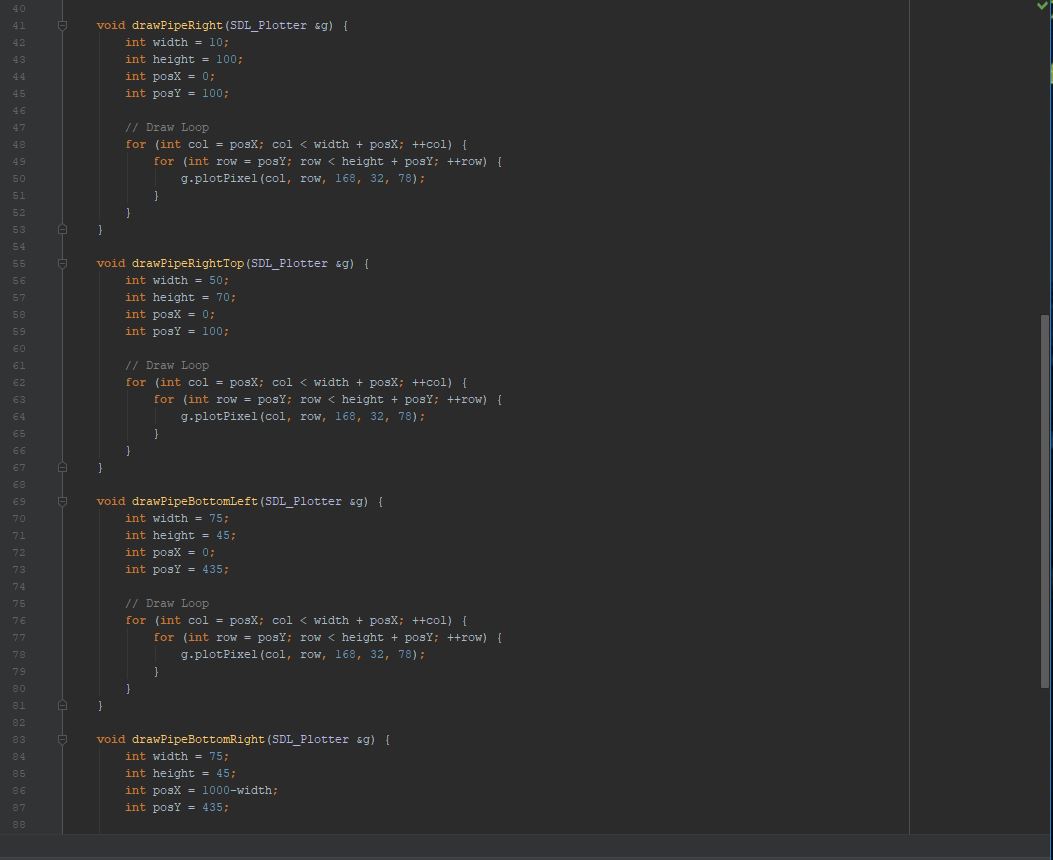 40
41 void drawPipeRight(SDL_Plotter &g) {
42 int width = 10;
43 int height = 100;
44 int posX = 0;
45 int posY = 100;
46
47 // Draw Loop
48 for (int col = posX; col < width + posX; ++col) {
49 for (int row = posY; row < height + posY; ++row) {
50 g.plotPixel(col, row, 168, 32, 78);
51 }
52 }
53 }
54
55 void drawPipeRightTop(SDL_Plotter &g) {
56 int width = 50;
57 int height = 70;
58 int posX = 0;
59 int posY = 100;
60
61 // Draw Loop
62 for (int col = posX; col < width + posX; ++col) {
63 for (int row = posY; row < height + posY; ++row) {
64 g.plotPixel(col, row, 168, 32, 78);
65 }
66 }
67 }
68
69 void drawPipeBottomLeft(SDL_Plotter &g) {
70 int width = 75;
71 int height = 45;
72 int posX = 0;
73 int posY = 435;
74
75 // Draw Loop
76 for (int col = posX; col < width + posX; ++col) {
77 for (int row = posY; row < height + posY; ++row) {
78 g.plotPixel(col, row, 168, 32, 78);
79 }
80 }
81 }
82
83 void drawPipeBottomRight(SDL_Plotter &g) {
84 int width = 75;
85 int height = 45;
86 int posX = 1000-width;
87 int posY = 435;
88